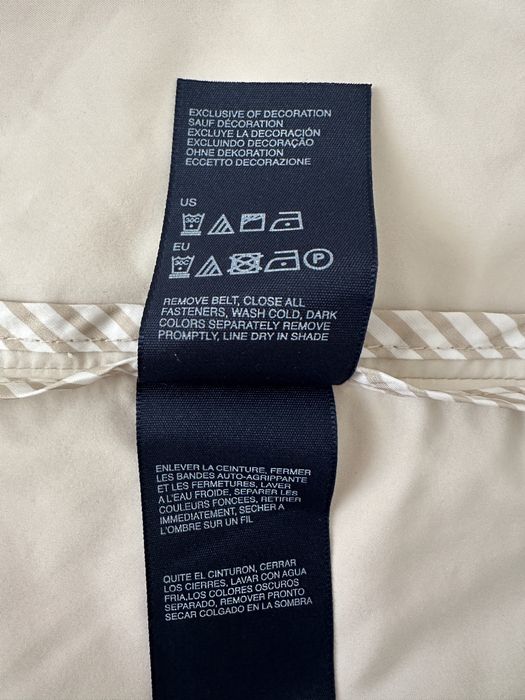 EXCLUSIVE OF DECORATION
SAUF DÉCORATION
EXCLUYE LA DECORACIÓN
EXCLUINDO DECORAÇÃO
OHNE DEKORATION
ECCETTO DECORAZIONE
US
30C
EU
30C P
REMOVE BELT, CLOSE ALL
FASTENERS, WASH COLD, DARK
COLORS SEPARATELY REMOVE
PROMPTLY, LINE DRY IN SHADE
ENLEVER LA CEINTURE, FERMER
LES BANDES AUTO-AGRIPPANTE
ET LES FERMETURES, LAVER
A L'EAU FROIDE, SEPARER LES
COULEURS FONCEES, RETIRER
IMMEDIATEMENT, SECHER A
L'OMBRE SUR UN FIL
QUITE EL CINTURON, CERRAR
LOS CIERRES, LAVAR CON AGUA
FRIA,LOS COLORES OSCUROS
SEPARADO, REMOVER PRONTO
SECAR COLGADO EN LA SOMBRA